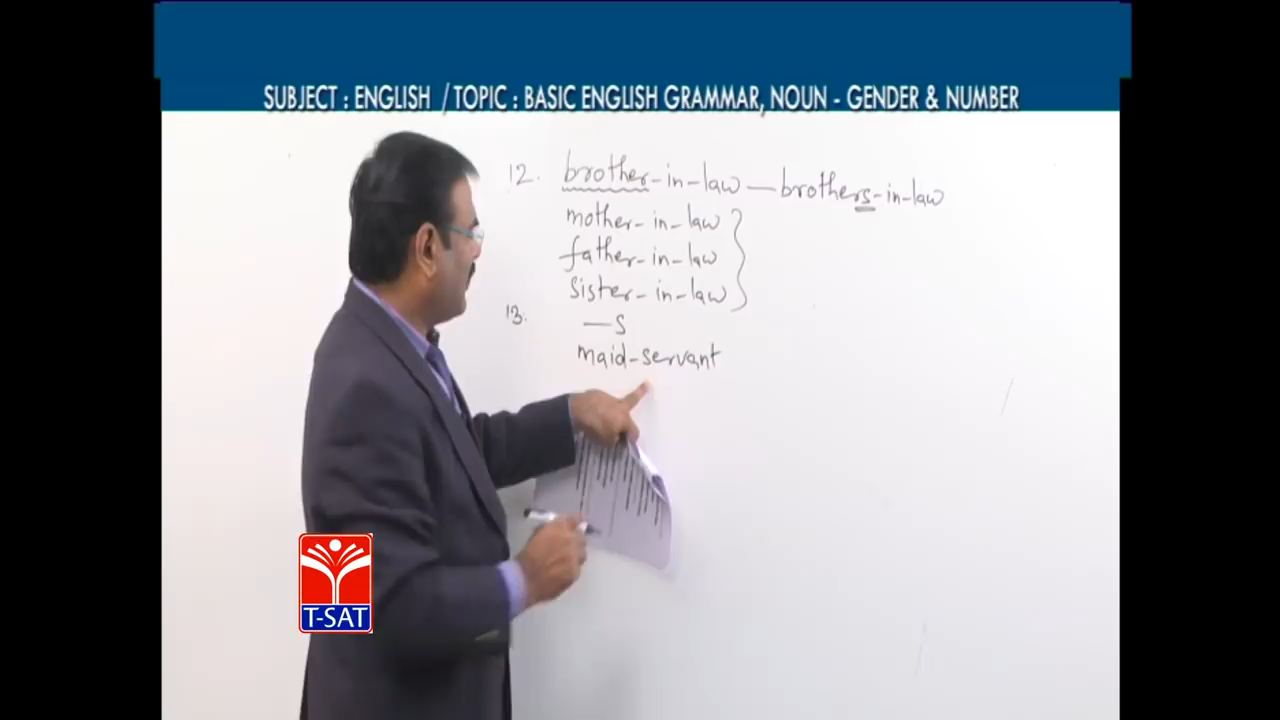 SUBJECT : ENGLISH / TOPIC : BASIC ENGLISH GRAMMAR, NOUN - GENDER & NUMBER
12. brother-in-law — brothers-in-law
mother-in-law
father-in-law
sister-in-law
13.
—s
maid-servant
T-SAT